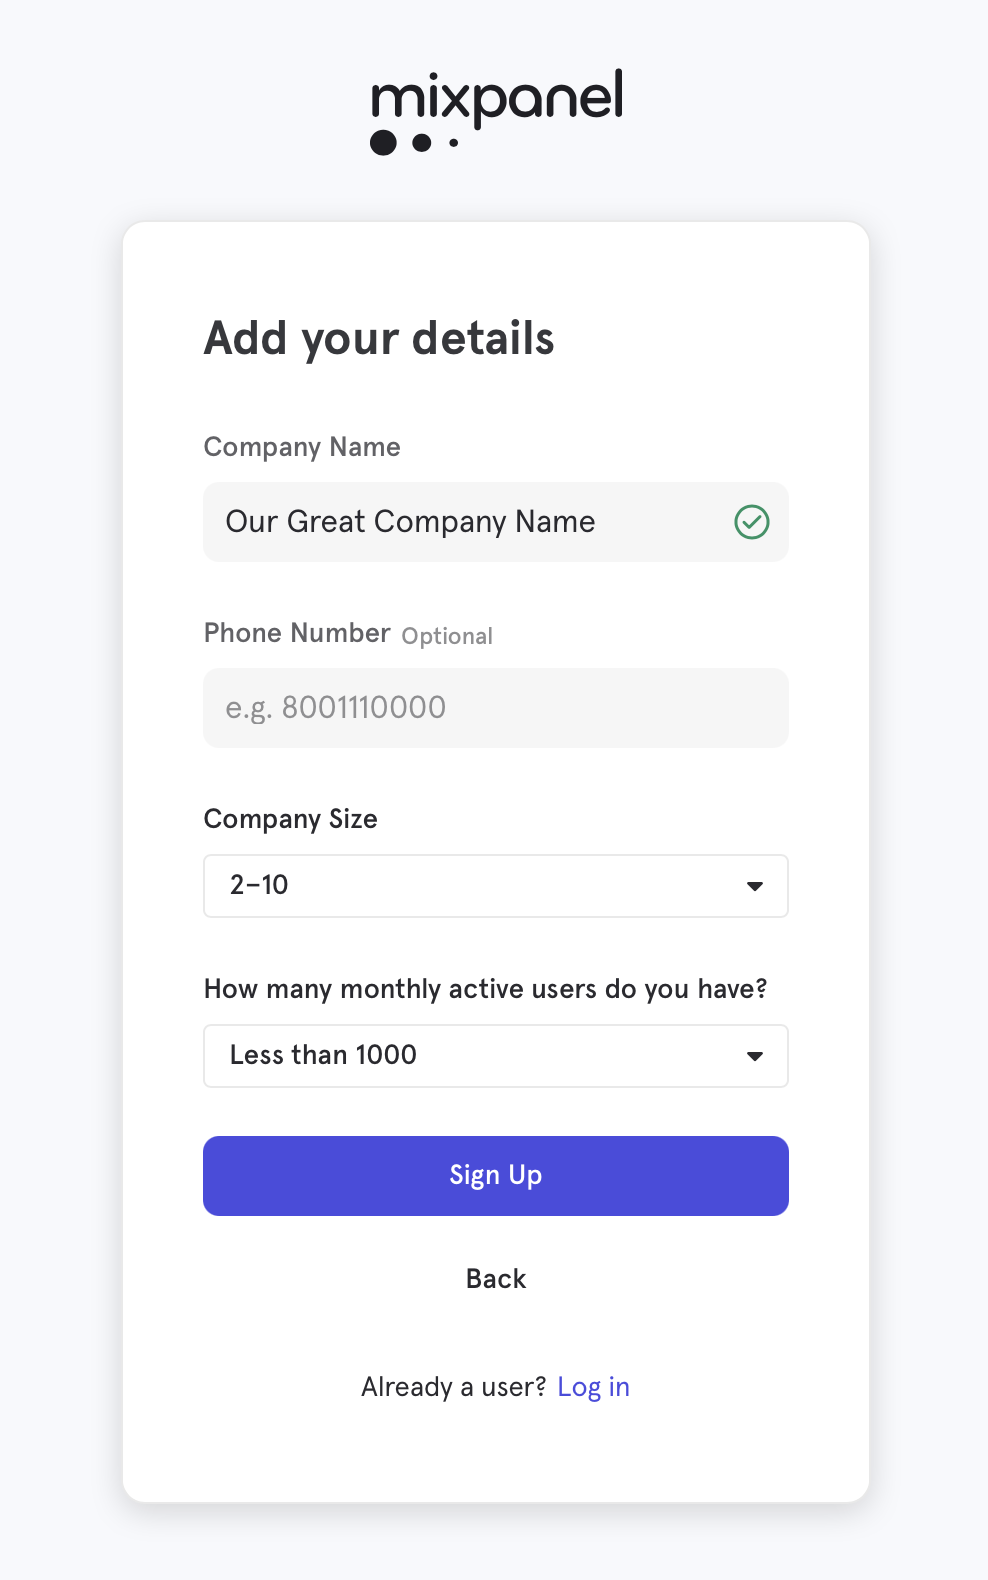 mixpanel
Add your details
Company Name
Our Great Company Name
Phone Number Optional
e.g. 8001110000
Company Size
2–10
How many monthly active users do you have?
Less than 1000
Sign Up
Back
Already a user? Log in